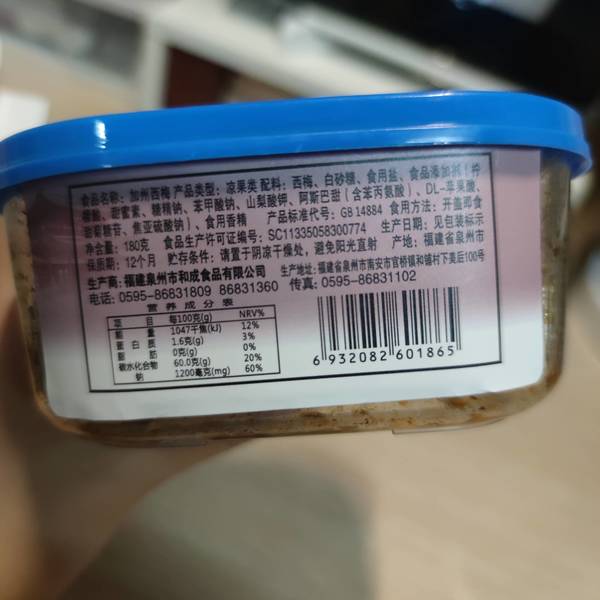 食品名称：加州西梅 产品类型：凉果类 配料：西梅、白砂糖、食用盐、食品添加剂（柠
檬酸、甜蜜素、糖精钠、苯甲酸钠、山梨酸钾、阿斯巴甜（含苯丙氨酸）、DL-苹果酸、
甜菊糖苷、焦亚硫酸钠）、食用香精 产品标准代号：GB 14884 食用方法：开盖即食
净含量：180克 食品生产许可证编号：SC11335058300774 生产日期：见包装标示
保质期：12个月 贮存条件：请置于阴凉干燥处，避免阳光直射 产地：福建省泉州市
生产商：福建泉州市和成食品有限公司 生产地址：福建省泉州市南安市官桥镇和铺村下美后100号
电话：0595-86831809 86831360 传真：0595-86831102
营养成分表
项目 每100克(g) NRV%
能量 1047千焦(kJ) 12%
蛋白质 1.6克(g) 3%
脂肪 0克(g) 0%
碳水化合物 60.0克(g) 20%
钠 1200毫克(mg) 60%
6 932082 601865